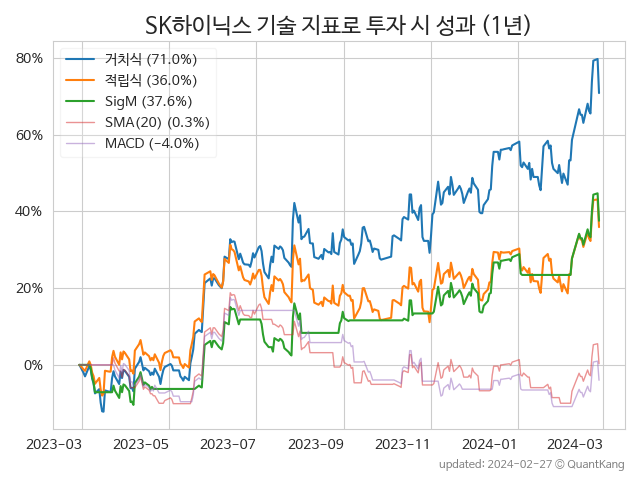 SK하이닉스 기술 지표로 투자 시 성과 (1년)
거치식 (71.0%)
적립식 (36.0%)
SigM (37.6%)
SMA(20) (0.3%)
MACD (−4.0%)
80%
60%
40%
20%
0%
2023-03 2023-05 2023-07 2023-09 2023-11 2024-01 2024-03
updated: 2024-02-27 © QuantKang